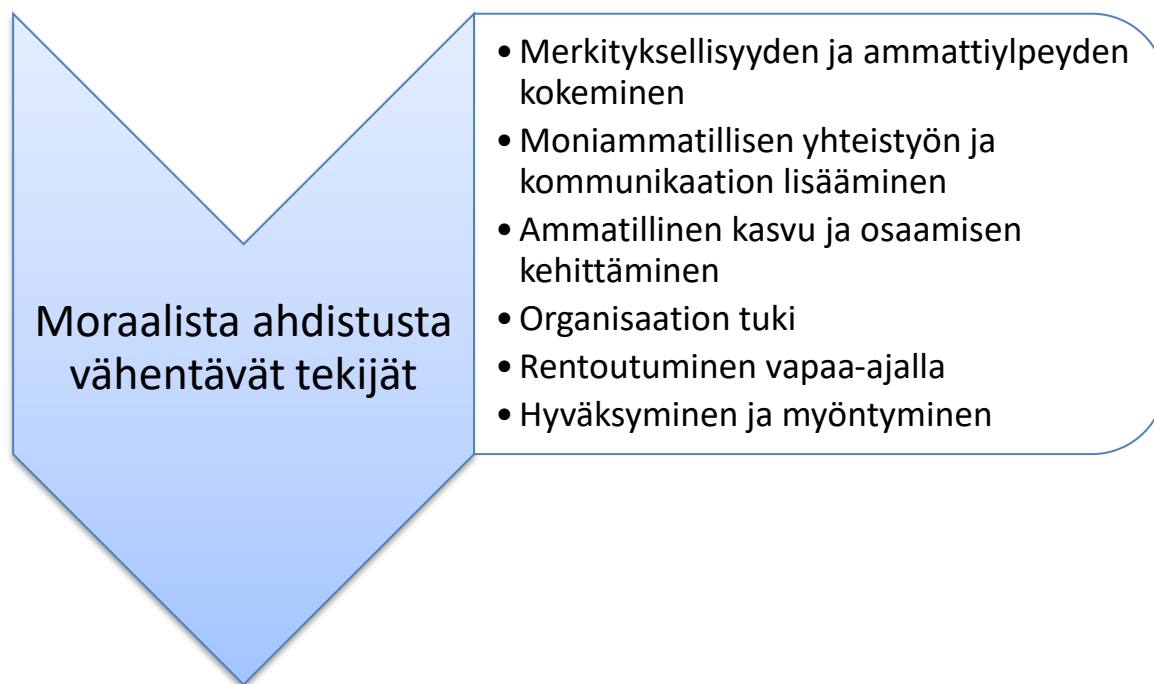 Moraalista ahdistusta
vähentävät tekijät
• Merkityksellisyyden ja ammattiylpeyden
kokeminen
• Moniammatillisen yhteistyön ja
kommunikaation lisääminen
• Ammatillinen kasvu ja osaamisen
kehittäminen
• Organisaation tuki
• Rentoutuminen vapaa-ajalla
• Hyväksyminen ja myöntyminen